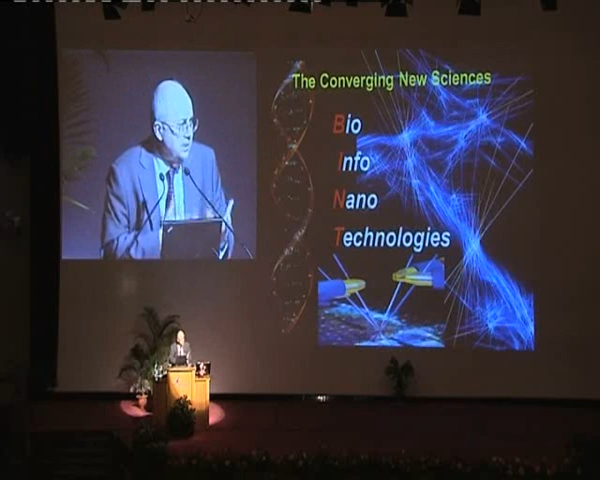 The Converging New Sciences
Bio
Info
Nano
Technologies